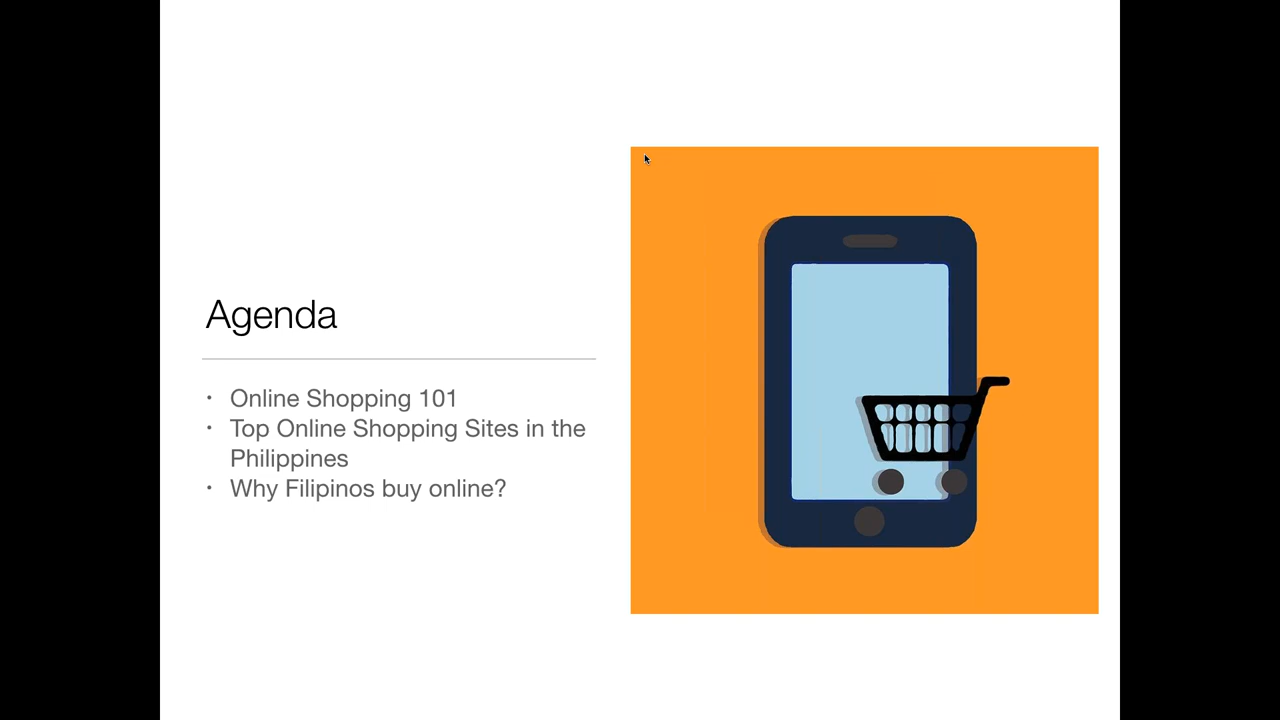 Agenda
• Online Shopping 101
• Top Online Shopping Sites in the
Philippines
• Why Filipinos buy online?